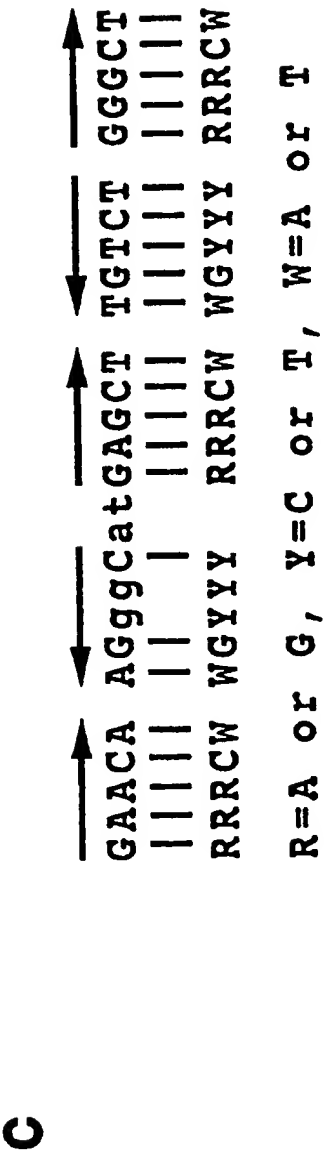 C
GAACA AGggCatGAGCT TGTCT GGGCT
RRRCW WGYYY RRRCW WGYYY RRRCW
R=A or G, Y=C or T, W=A or T